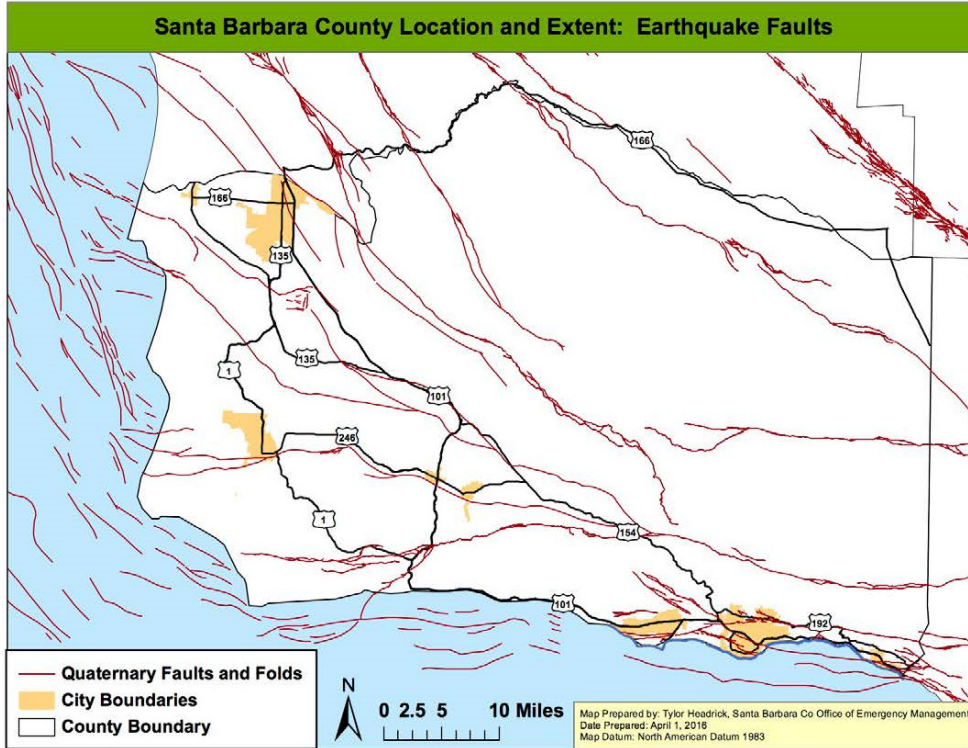 Santa Barbara County Location and Extent: Earthquake Faults
166
166
135
135
1
101
246
1
154
101
192
Quaternary Faults and Folds
City Boundaries
County Boundary
N
0 2.5 5 10 Miles
Map Prepared by: Tylor Headrick, Santa Barbara Co Office of Emergency Management
Date Prepared: April 1, 2016
Map Datum: North American Datum 1983